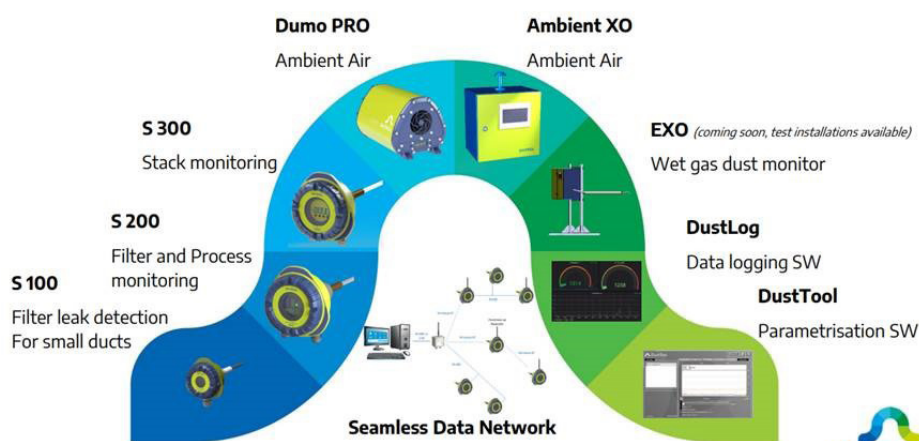 Dumo PRO
Ambient Air
Ambient XO
Ambient Air
S 300
Stack monitoring
EXO (coming soon, test installations available)
Wet gas dust monitor
S 200
Filter and Process
monitoring
DustLog
Data logging SW
S 100
Filter leak detection
For small ducts
DustTool
Parametrisation SW
Seamless Data Network